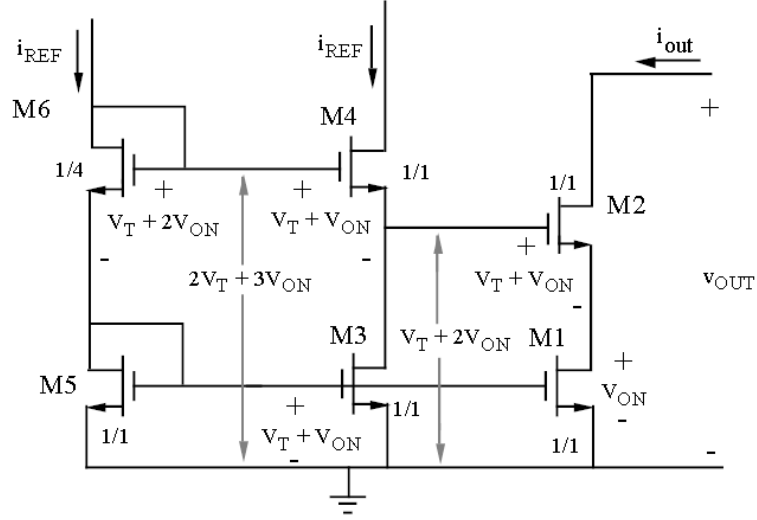 iREF
iREF
iout
M6
M4
+
1/4
1/1
1/1
M2
+
+
VT + 2VON
VT + VON
+
-
-
VT + VON
-
2VT + 3VON
vOUT
VT + 2VON
M3
M1
M5
+
+
VON
1/1
1/1
VT + VON
-
1/1
-
-